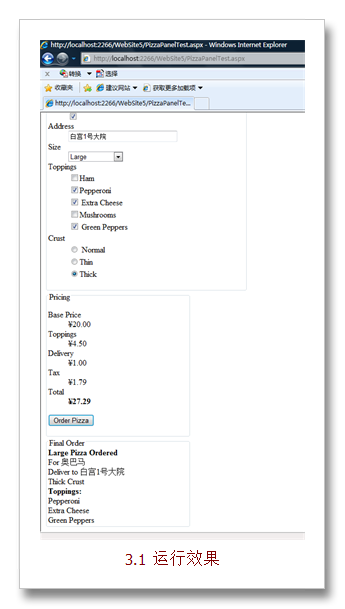 http://localhost:2266/WebSite5/PizzaPanelTest.aspx - Windows Internet Explorer
http://localhost:2266/WebSite5/PizzaPanelTest.aspx
x 转换 选择
收藏夹 建议网站 获取更多加载项
http://localhost:2266/WebSite5/PizzaPanelTe...
Address
白宫1号大院
Size
Large
Toppings
Ham
Pepperoni
Extra Cheese
Mushrooms
Green Peppers
Crust
Normal
Thin
Thick
Pricing
Base Price
¥20.00
Toppings
¥4.50
Delivery
¥1.00
Tax
¥1.79
Total
¥27.29
Order Pizza
Final Order
Large Pizza Ordered
For 奥巴马
Deliver to 白宫1号大院
Thick Crust
Toppings:
Pepperoni
Extra Cheese
Green Peppers
3.1 运行效果